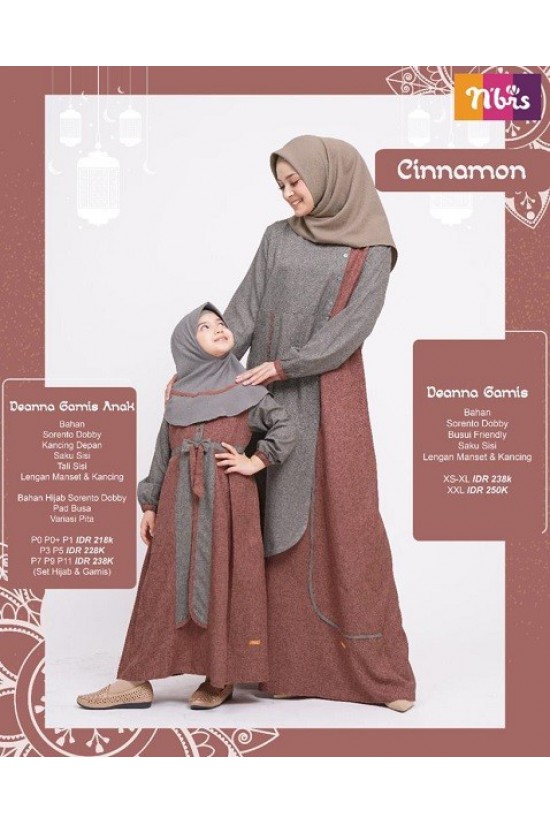 N'brs
Cinnamon
Deanna Gamis Anak
Bahan
Sorento Dobby
Kancing Depan
Saku Sisi
Tali Sisi
Lengan Manset & Kancing
Bahan Hijab Sorento Dobby
Pad Busa
Variasi Pita
P0 P0+ P1 IDR 218k
P3 P5 IDR 228K
P7 P9 P11 IDR 238K
(Set Hijab & Gamis)
Deanna Gamis
Bahan
Sorento Dobby
Busui Friendly
Saku Sisi
Lengan Manset & Kancing
XS-XL IDR 238k
XXL IDR 250K